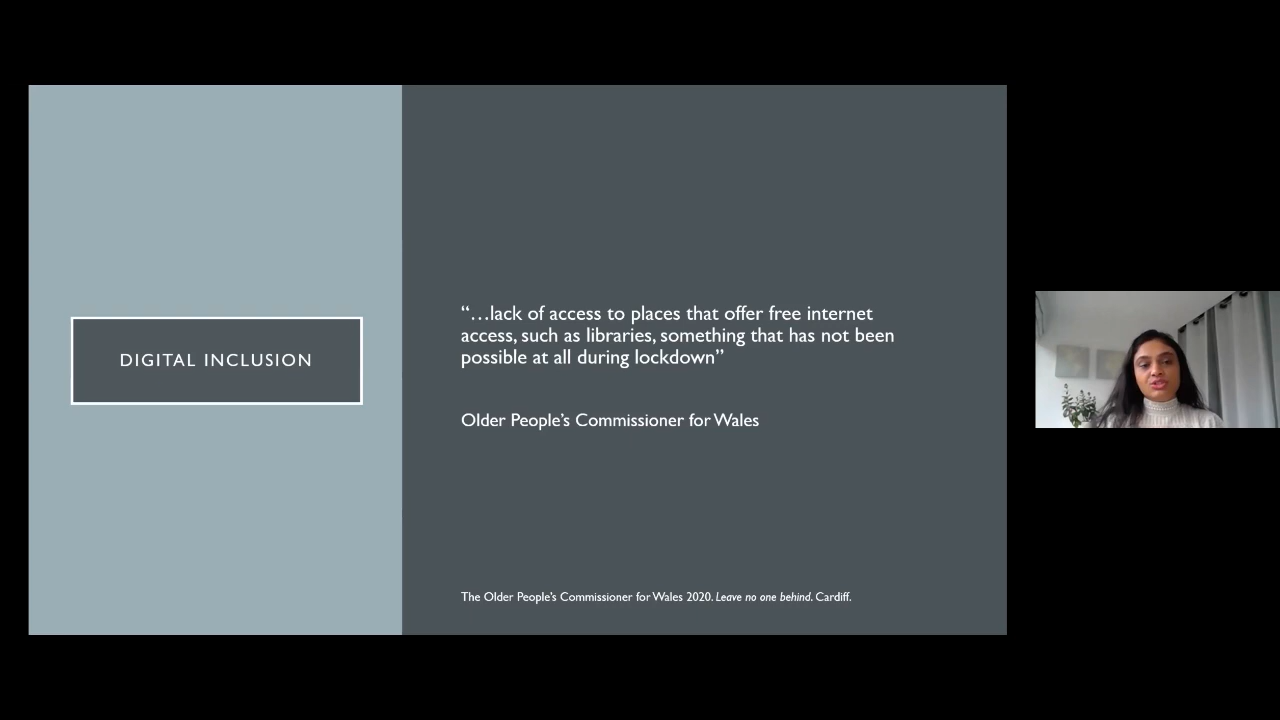 DIGITAL INCLUSION
“…lack of access to places that offer free internet
access, such as libraries, something that has not been
possible at all during lockdown”
Older People’s Commissioner for Wales
The Older People’s Commissioner for Wales 2020. Leave no one behind. Cardiff.